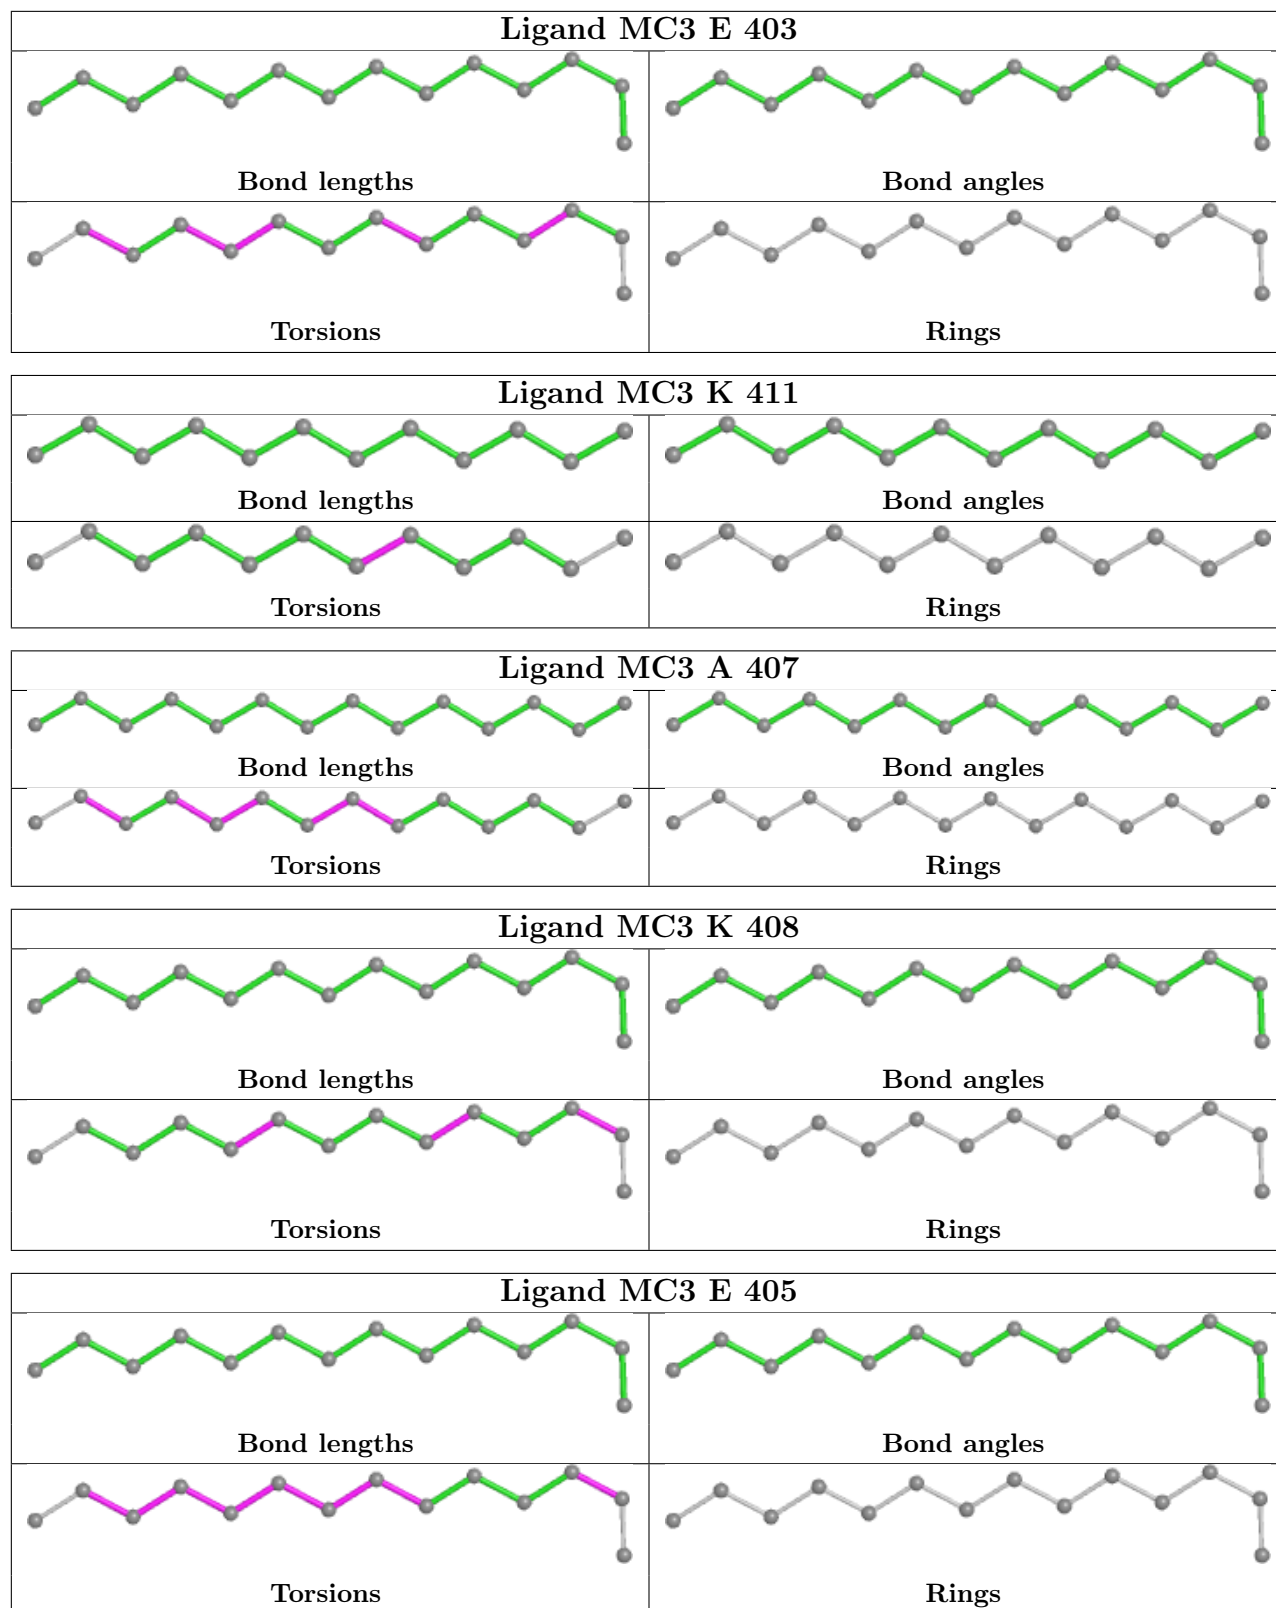 Ligand MC3 E 403
Bond lengths Bond angles
Torsions Rings
Ligand MC3 K 411
Bond lengths Bond angles
Torsions Rings
Ligand MC3 A 407
Bond lengths Bond angles
Torsions Rings
Ligand MC3 K 408
Bond lengths Bond angles
Torsions Rings
Ligand MC3 E 405
Bond lengths Bond angles
Torsions Rings